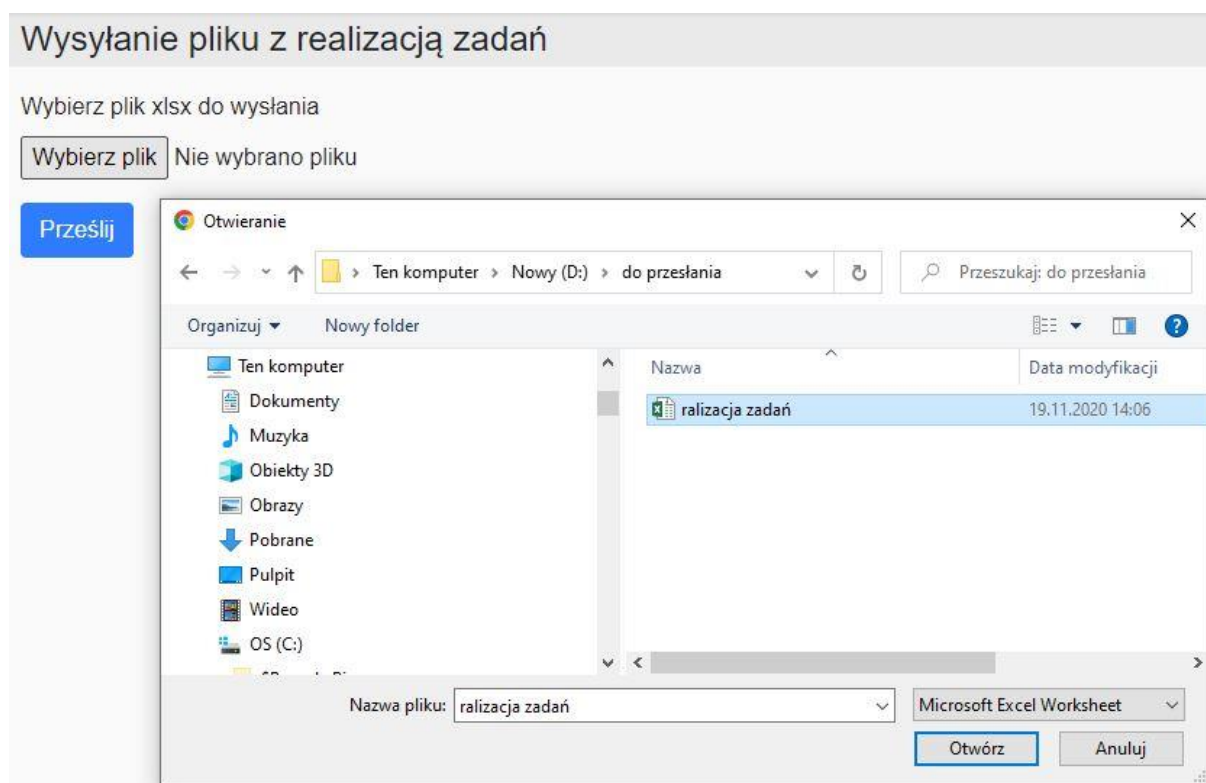 Wysyłanie pliku z realizacją zadań
Wybierz plik xlsx do wysłania
Wybierz plik Nie wybrano pliku
Prześlij
Otwieranie
Ten komputer › Nowy (D:) › do przesłania
Przeszukaj: do przesłania
Organizuj
Nowy folder
Ten komputer
Dokumenty
Muzyka
Obiekty 3D
Obrazy
Pobrane
Pulpit
Wideo
OS (C:)
Nazwa
Data modyfikacji
ralizacja zadań
19.11.2020 14:06
Nazwa pliku: ralizacja zadań
Microsoft Excel Worksheet
Otwórz
Anuluj